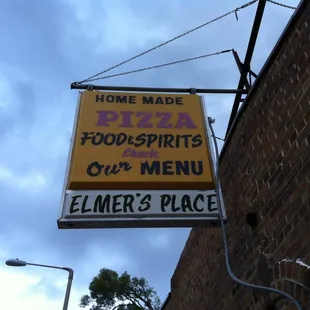 HOME MADE
PIZZA
FOOD & SPIRITS
Check
Our MENU
ELMER'S PLACE